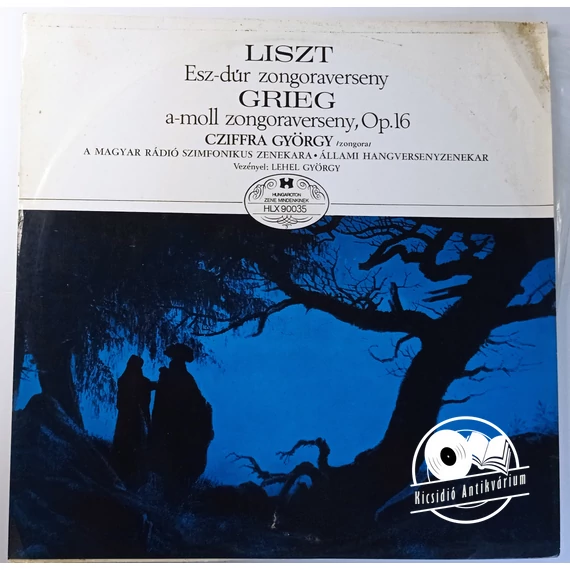 LISZT
Esz-dúr zongoraverseny
GRIEG
a-moll zongoraverseny, Op.16
CZIFFRA GYÖRGY /zongora/
A MAGYAR RÁDIÓ SZIMFONIKUS ZENEKARA • ÁLLAMI HANGVERSENYZENEKAR
Vezényel: LEHEL GYÖRGY
HUNGAROTON
ZENE MINDENKINEK
HLX 90035
Kicsidió Antikvárium